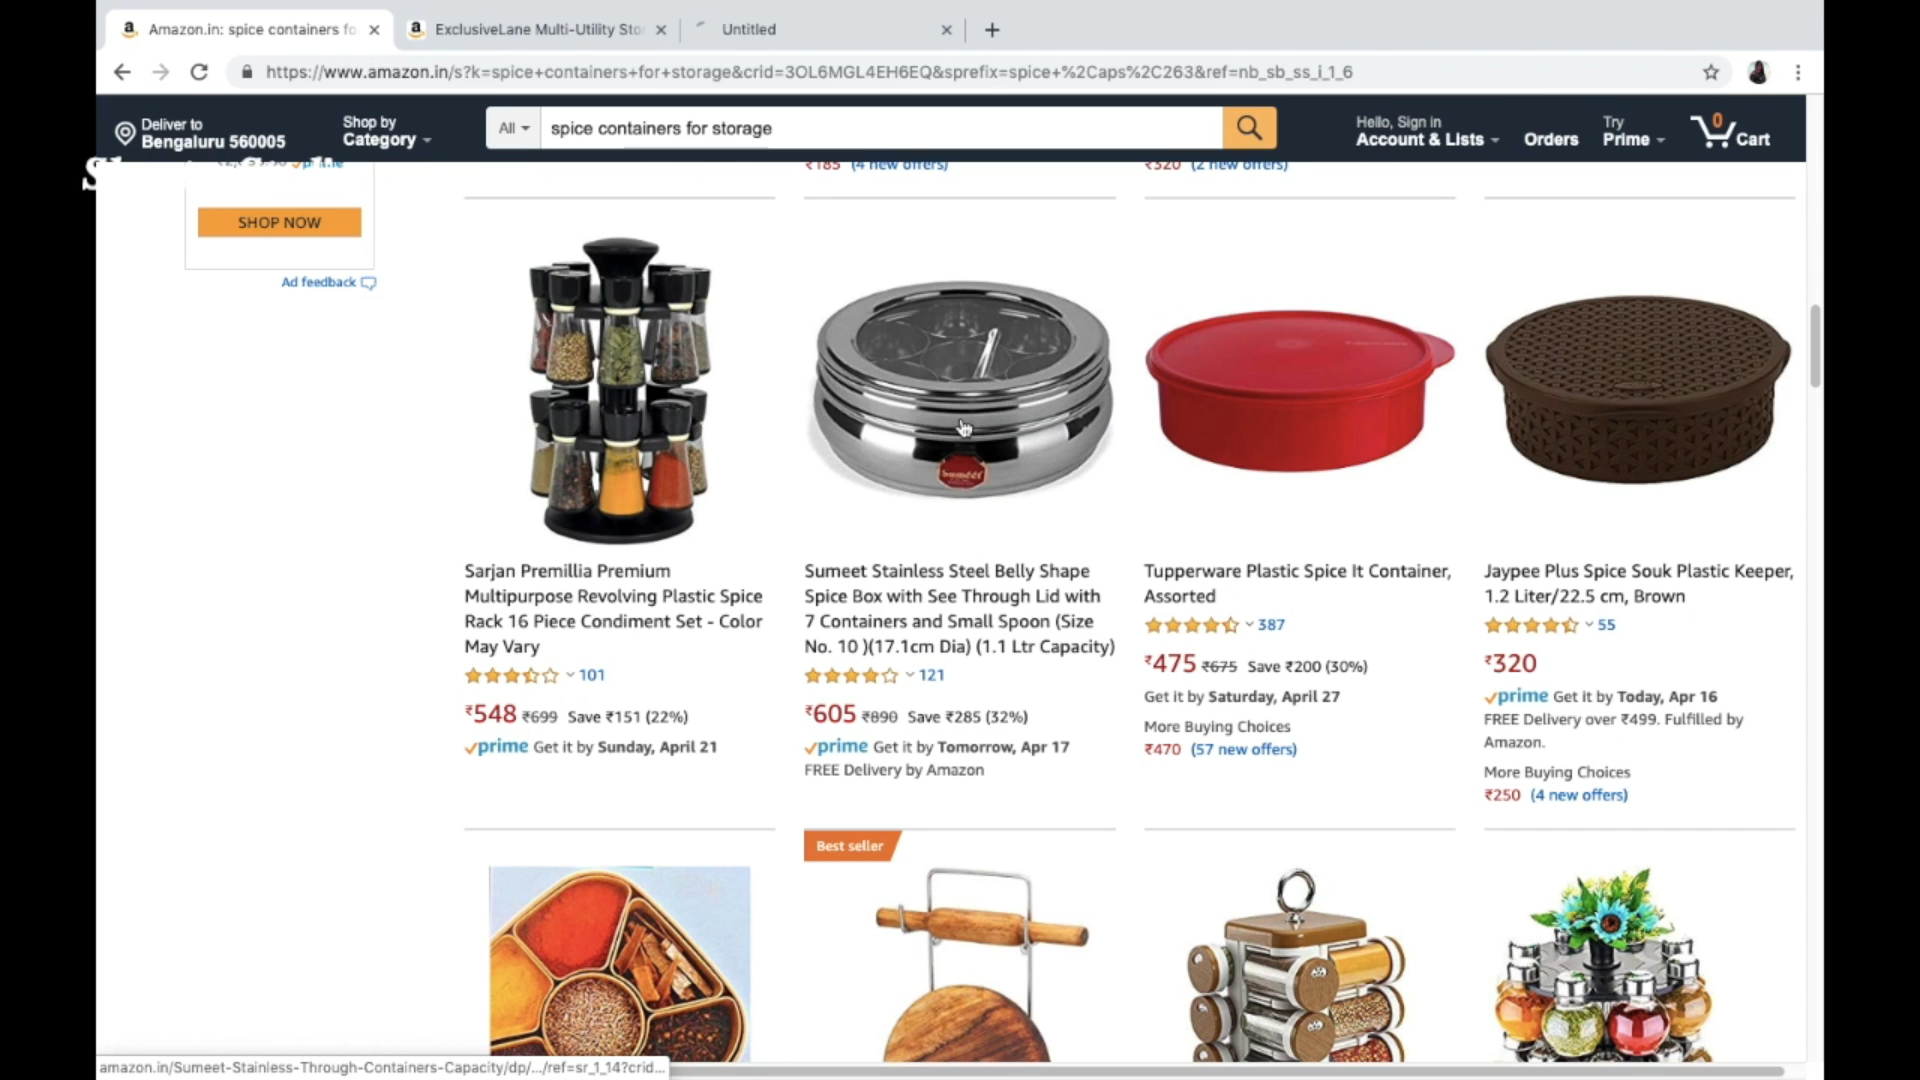 Amazon.in: spice containers fo
ExclusiveLane Multi-Utility Sto
Untitled
https://www.amazon.in/s?k=spice+containers+for+storage&crid=3OL6MGL4EH6EQ&sprefix=spice+%2Caps%2C263&ref=nb_sb_ss_i_1_6
Deliver to
Bengaluru 560005
Shop by
Category
All
spice containers for storage
Hello, Sign in
Account & Lists
Orders
Try
Prime
0
Cart
₹185 (4 new offers)
₹320 (2 new offers)
SHOP NOW
Ad feedback
sumeet
Sarjan Premillia Premium
Multipurpose Revolving Plastic Spice
Rack 16 Piece Condiment Set - Color
May Vary
101
₹548 ₹699 Save ₹151 (22%)
prime Get it by Sunday, April 21
Sumeet Stainless Steel Belly Shape
Spice Box with See Through Lid with
7 Containers and Small Spoon (Size
No. 10 )(17.1cm Dia) (1.1 Ltr Capacity)
121
₹605 ₹890 Save ₹285 (32%)
prime Get it by Tomorrow, Apr 17
FREE Delivery by Amazon
Tupperware Plastic Spice It Container,
Assorted
387
₹475 ₹675 Save ₹200 (30%)
Get it by Saturday, April 27
More Buying Choices
₹470 (57 new offers)
Jaypee Plus Spice Souk Plastic Keeper,
1.2 Liter/22.5 cm, Brown
55
₹320
prime Get it by Today, Apr 16
FREE Delivery over ₹499. Fulfilled by
Amazon.
More Buying Choices
₹250 (4 new offers)
Best seller
amazon.in/Sumeet-Stainless-Through-Containers-Capacity/dp/.../ref=sr_1_14?crid...